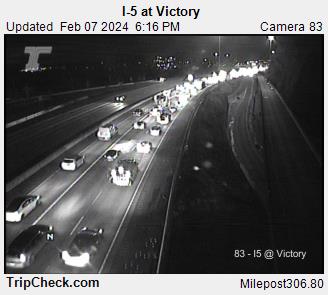 I-5 at Victory
Updated  Feb 07 2024  6:16 PM
Camera 83
T
N
83 - I5 @ Victory
TripCheck.com
Milepost306.80